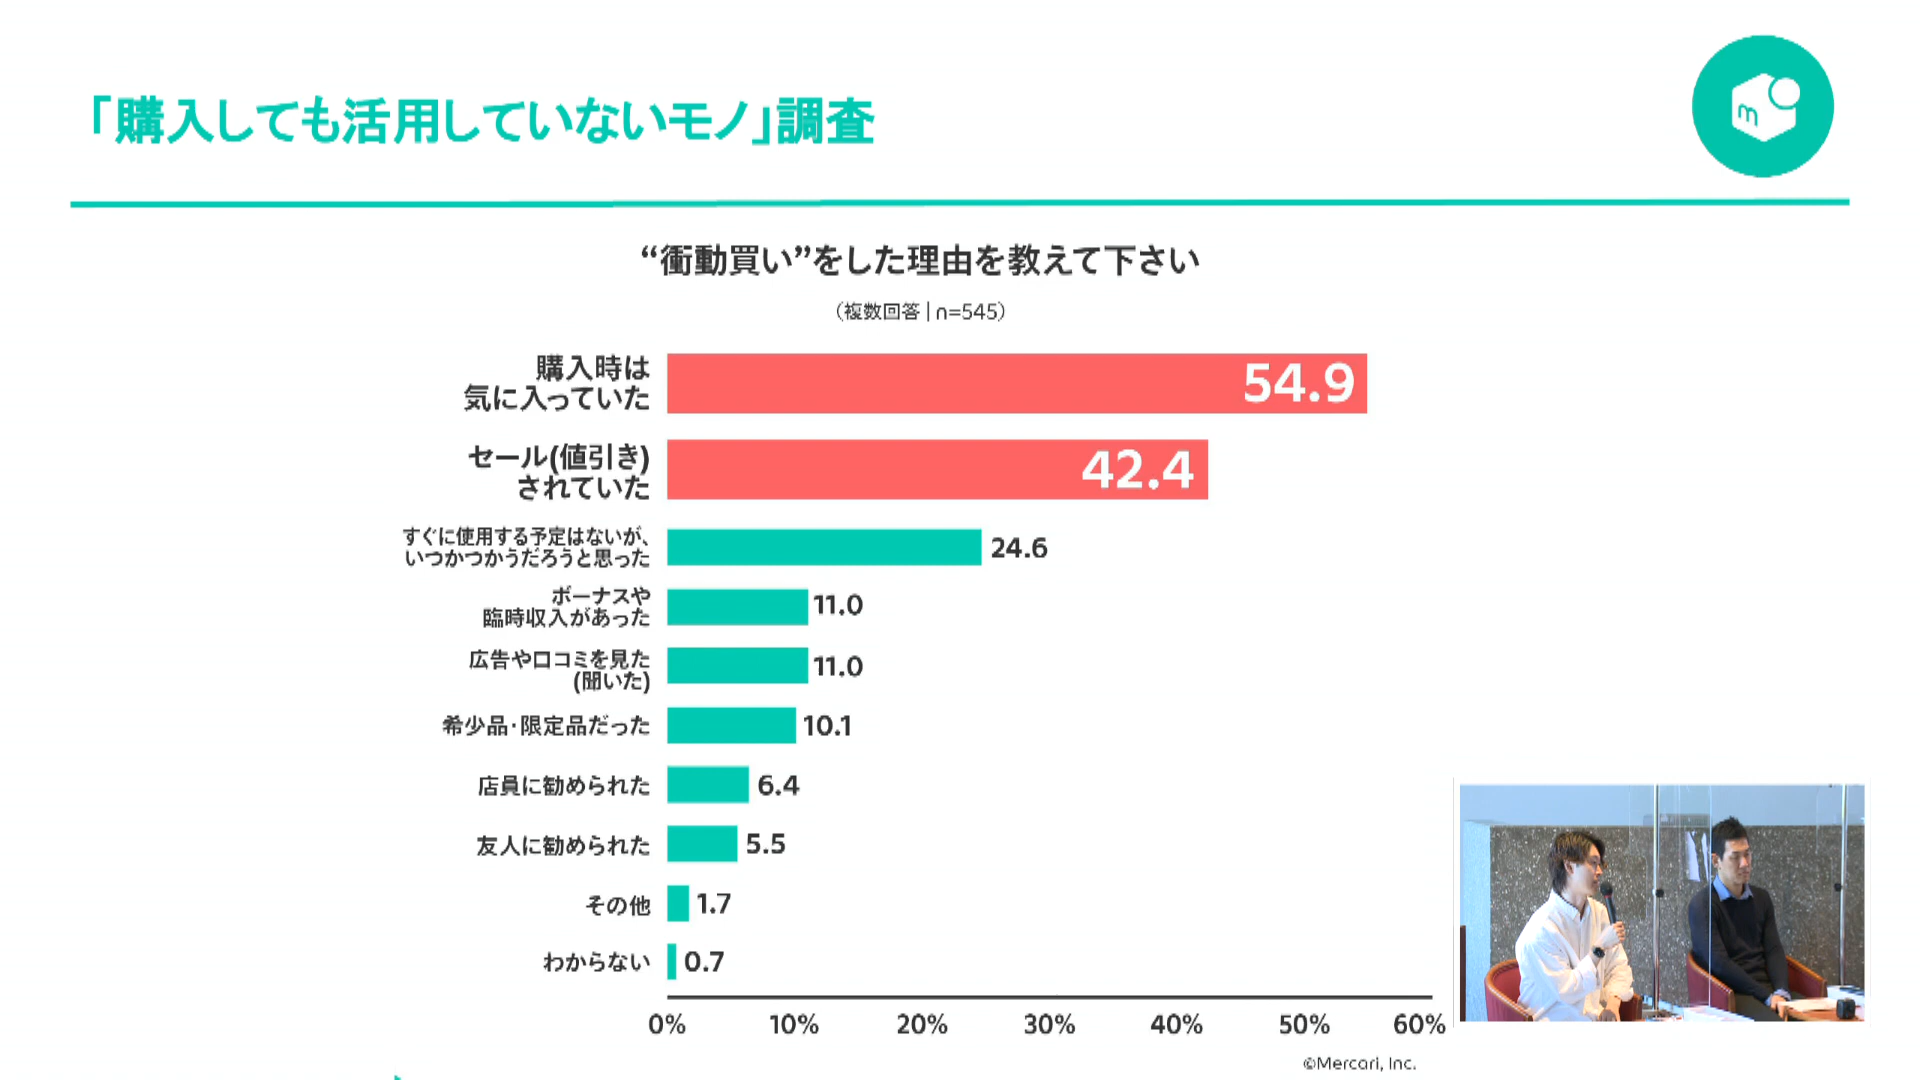 「購入しても活用していないモノ」調査
m
“衝動買い”をした理由を教えて下さい
（複数回答 | n=545）
購入時は
気に入っていた
54.9
セール(値引き)
されていた
42.4
すぐに使用する予定はないが、
いつかつかうだろうと思った
24.6
ボーナスや
臨時収入があった
11.0
広告や口コミを見た
(聞いた)
11.0
希少品・限定品だった
10.1
店員に勧められた
6.4
友人に勧められた
5.5
その他
1.7
わからない
0.7
0% 10% 20% 30% 40% 50% 60%
©Mercari, Inc.